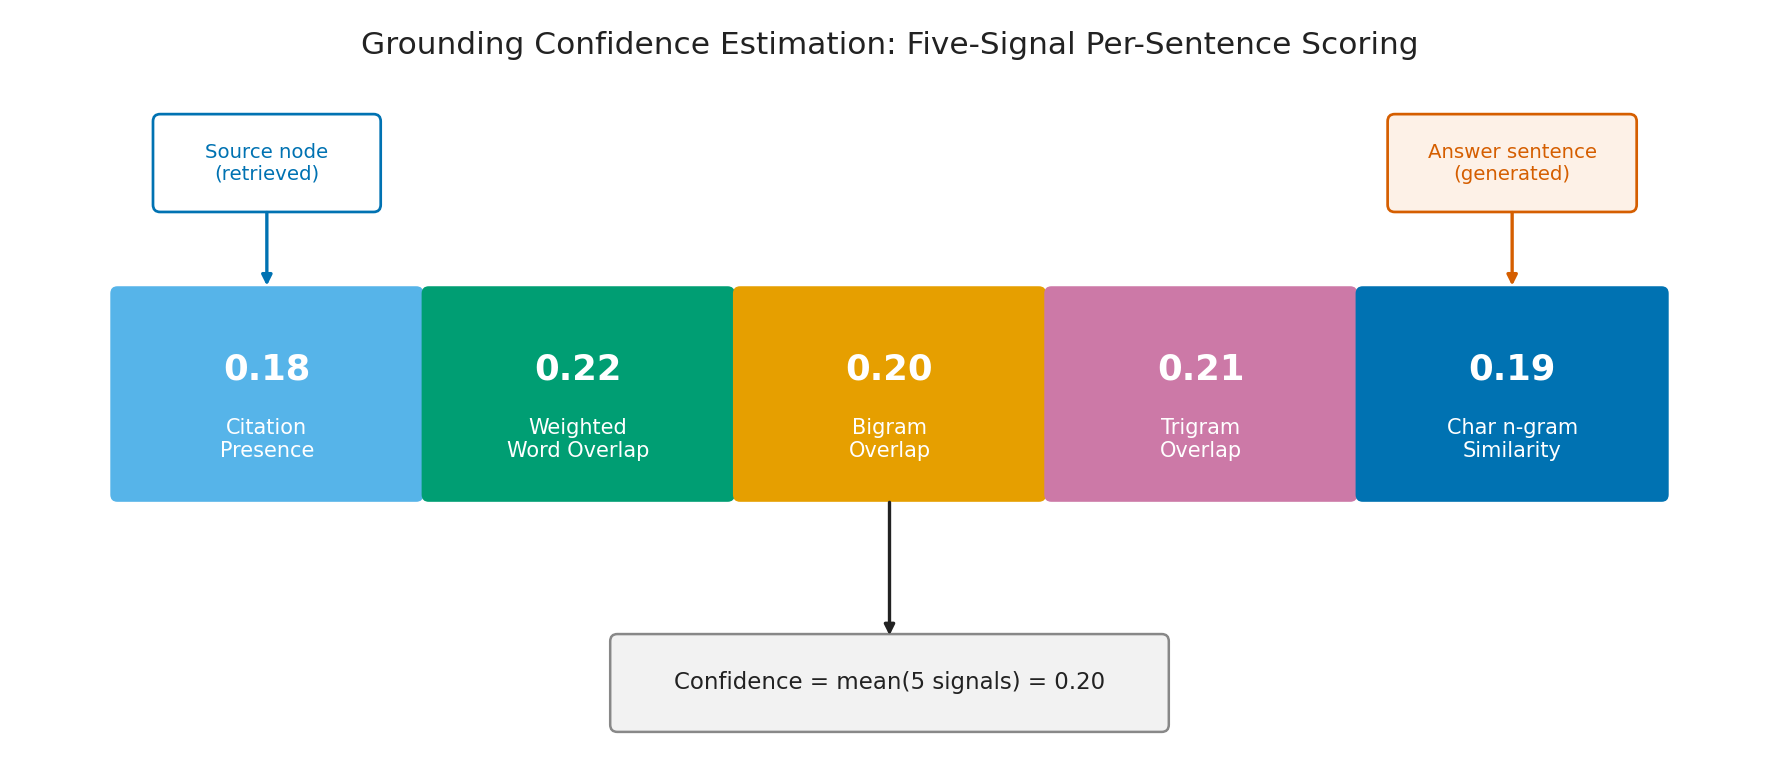 Grounding Confidence Estimation: Five-Signal Per-Sentence Scoring
Source node
(retrieved)
Answer sentence
(generated)
0.18
Citation
Presence
0.22
Weighted
Word Overlap
0.20
Bigram
Overlap
0.21
Trigram
Overlap
0.19
Char n-gram
Similarity
Confidence = mean(5 signals) = 0.20